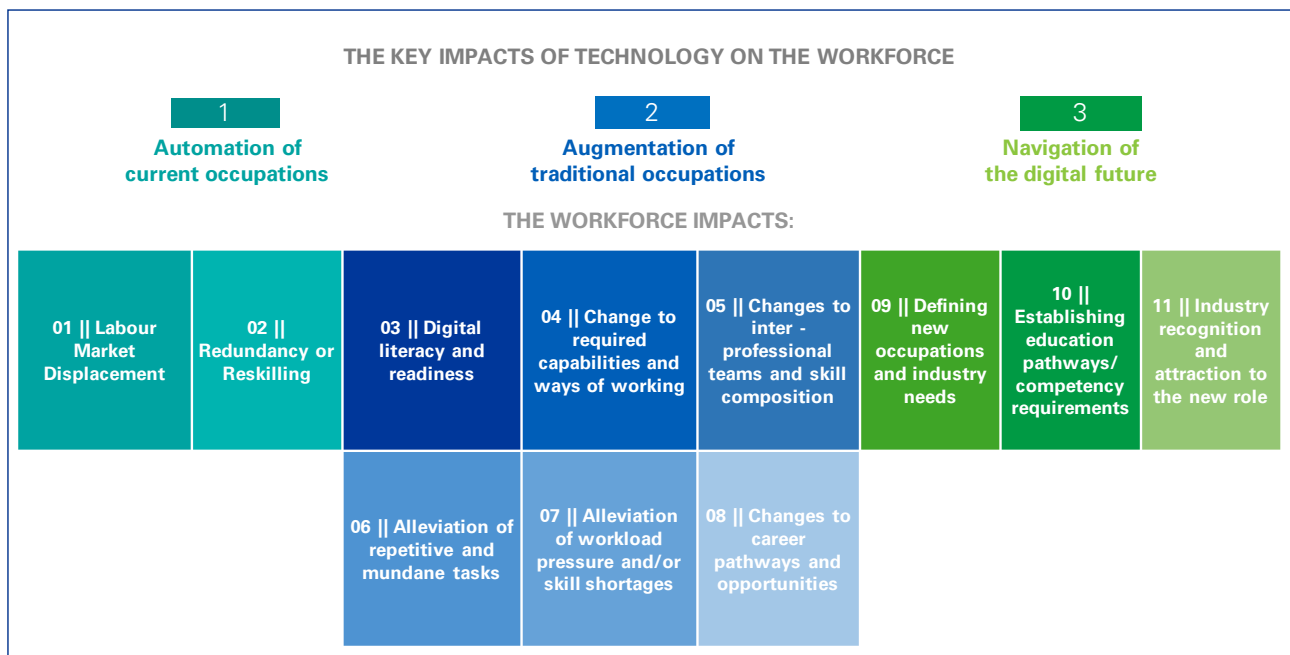 THE KEY IMPACTS OF TECHNOLOGY ON THE WORKFORCE
1
Automation of
current occupations
2
Augmentation of
traditional occupations
3
Navigation of
the digital future
THE WORKFORCE IMPACTS:
01 || Labour
Market
Displacement
02 ||
Redundancy or
Reskilling
03 || Digital
literacy and
readiness
04 || Change to
required
capabilities and
ways of working
05 || Changes to
inter -
professional
teams and skill
composition
09 || Defining
new
occupations
and industry
needs
10 ||
Establishing
education
pathways/
competency
requirements
11 || Industry
recognition
and
attraction to
the new role
06 || Alleviation of
repetitive and
mundane tasks
07 || Alleviation
of workload
pressure and/or
skill shortages
08 || Changes to
career
pathways and
opportunities